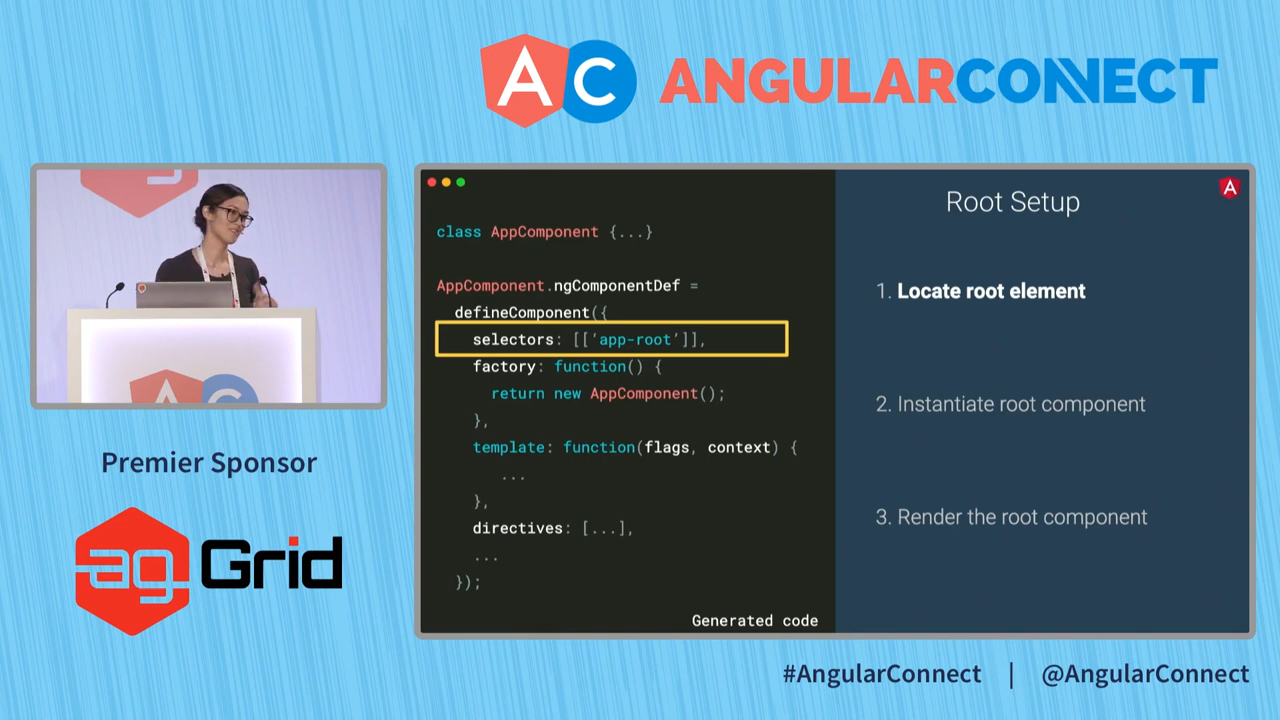 AC ANGULARCONNECT
class AppComponent {...}
AppComponent.ngComponentDef =
defineComponent({
selectors: [['app-root']],
factory: function() {
return new AppComponent();
},
template: function(flags, context) {
...
},
directives: [...],
...
});
Generated code
Root Setup
A
1. Locate root element
2. Instantiate root component
3. Render the root component
Premier Sponsor
ag Grid
#AngularConnect | @AngularConnect